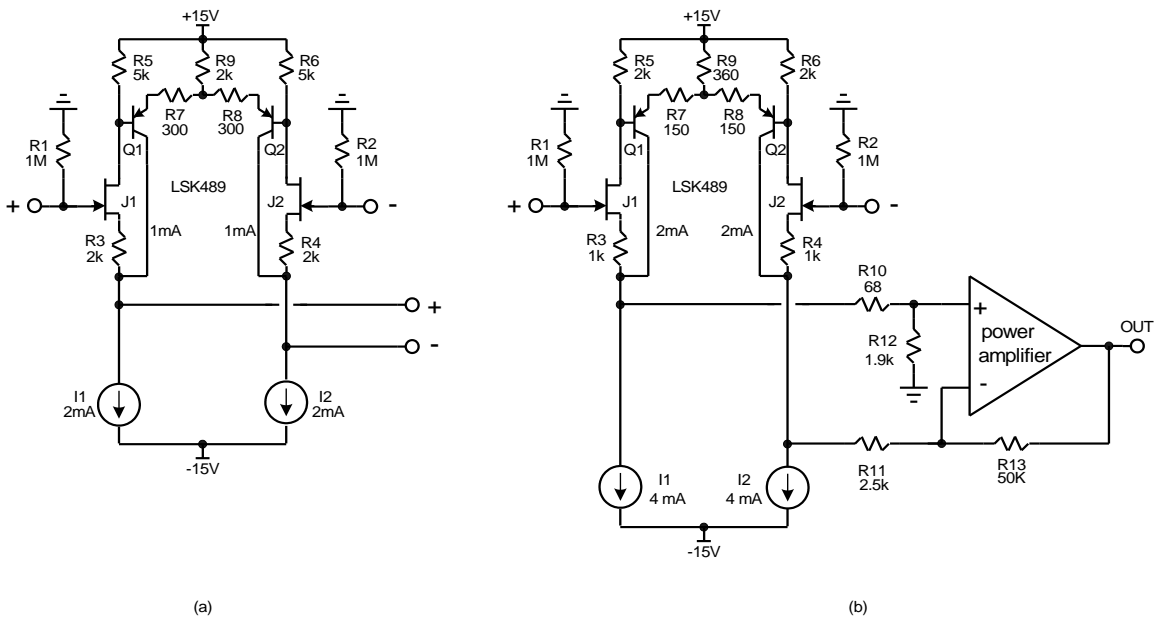 +15V
R5
5k
R9
2k
R6
5k
R7
300
R8
300
R1
1M
Q1
Q2
R2
1M
LSK489
+
J1
J2
-
1mA
1mA
R3
2k
R4
2k
+
-
I1
2mA
I2
2mA
-15V
(a)
+15V
R5
2k
R9
360
R6
2k
R7
150
R8
150
R1
1M
Q1
Q2
R2
1M
LSK489
+
J1
J2
-
2mA
2mA
R3
1k
R4
1k
R10
68
+
R12
1.9k
power
amplifier
OUT
-
R11
2.5k
R13
50K
I1
4 mA
I2
4 mA
-15V
(b)